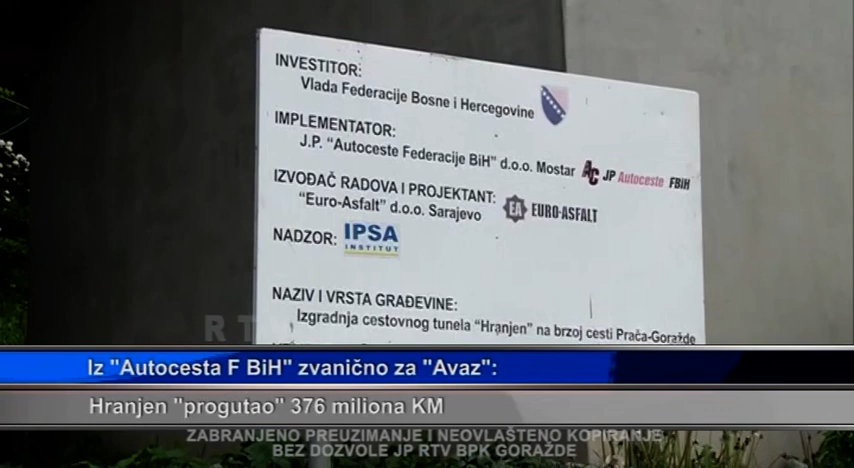 INVESTITOR:
Vlada Federacije Bosne i Hercegovine
IMPLEMENTATOR:
J.P. "Autoceste Federacije BiH" d.o.o. Mostar
AC JP Autoceste FBiH
IZVOĐAČ RADOVA I PROJEKTANT:
"Euro-Asfalt" d.o.o. Sarajevo
EA EURO-ASFALT
NADZOR:
IPSA
INSTITUT
NAZIV I VRSTA GRAĐEVINE:
Izgradnja cestovnog tunela "Hranjen" na brzoj cesti Prača-Goražde
Iz "Autocesta F BiH" zvanično za "Avaz":
Hranjen "progutao" 376 miliona KM
ZABRANJENO PREUZIMANJE I NEOVLAŠTENO KOPIRANJE
BEZ DOZVOLE JP RTV BPK GORAŽDE